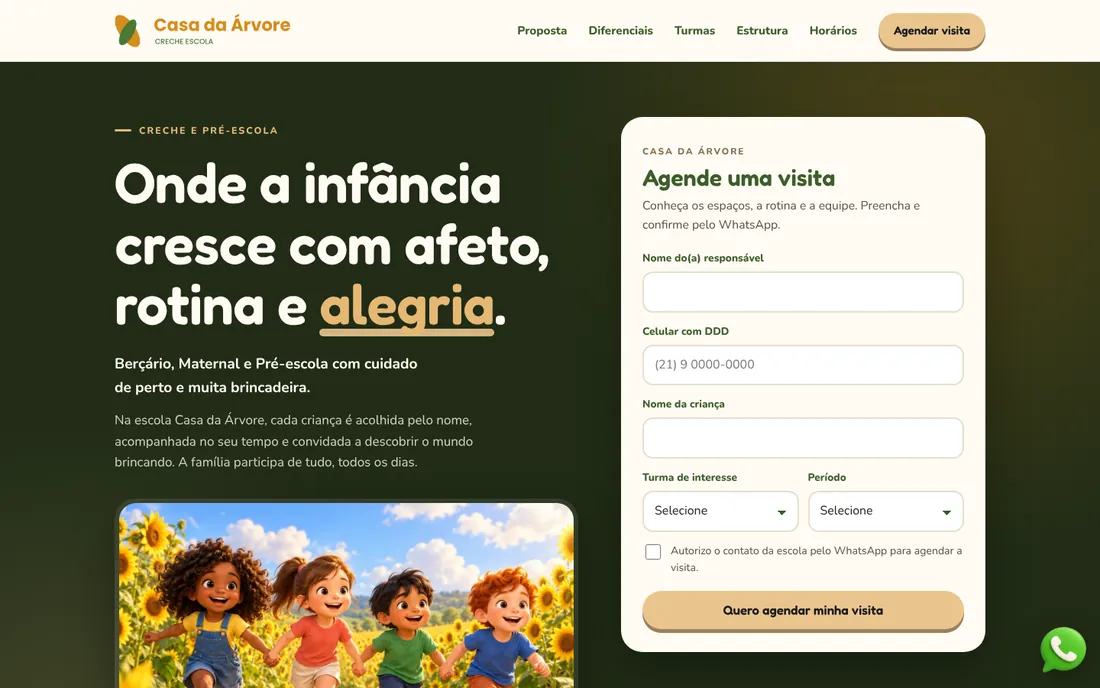 Casa da Árvore
CRECHE ESCOLA
Proposta
Diferenciais
Turmas
Estrutura
Horários
Agendar visita
CRECHE E PRÉ-ESCOLA
Onde a infância
cresce com afeto,
rotina e alegria.
Berçário, Maternal e Pré-escola com cuidado
de perto e muita brincadeira.
Na escola Casa da Árvore, cada criança é acolhida pelo nome,
acompanhada no seu tempo e convidada a descobrir o mundo
brincando. A família participa de tudo, todos os dias.
CASA DA ÁRVORE
Agende uma visita
Conheça os espaços, a rotina e a equipe. Preencha e
confirme pelo WhatsApp.
Nome do(a) responsável
Celular com DDD
(21) 9 0000-0000
Nome da criança
Turma de interesse
Período
Selecione
Selecione
Autorizo o contato da escola pelo WhatsApp para agendar a
visita.
Quero agendar minha visita